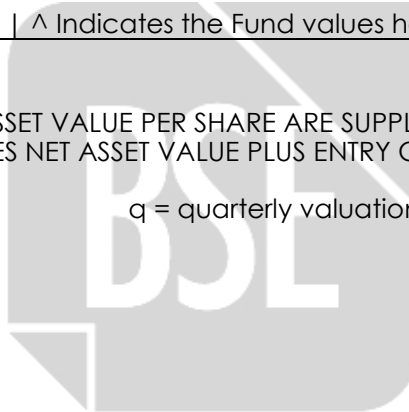 | ^ Indicates the Fund values h
SSET VALUE PER SHARE ARE SUPPL
ES NET ASSET VALUE PLUS ENTRY
q = quarterly valuation
BSE